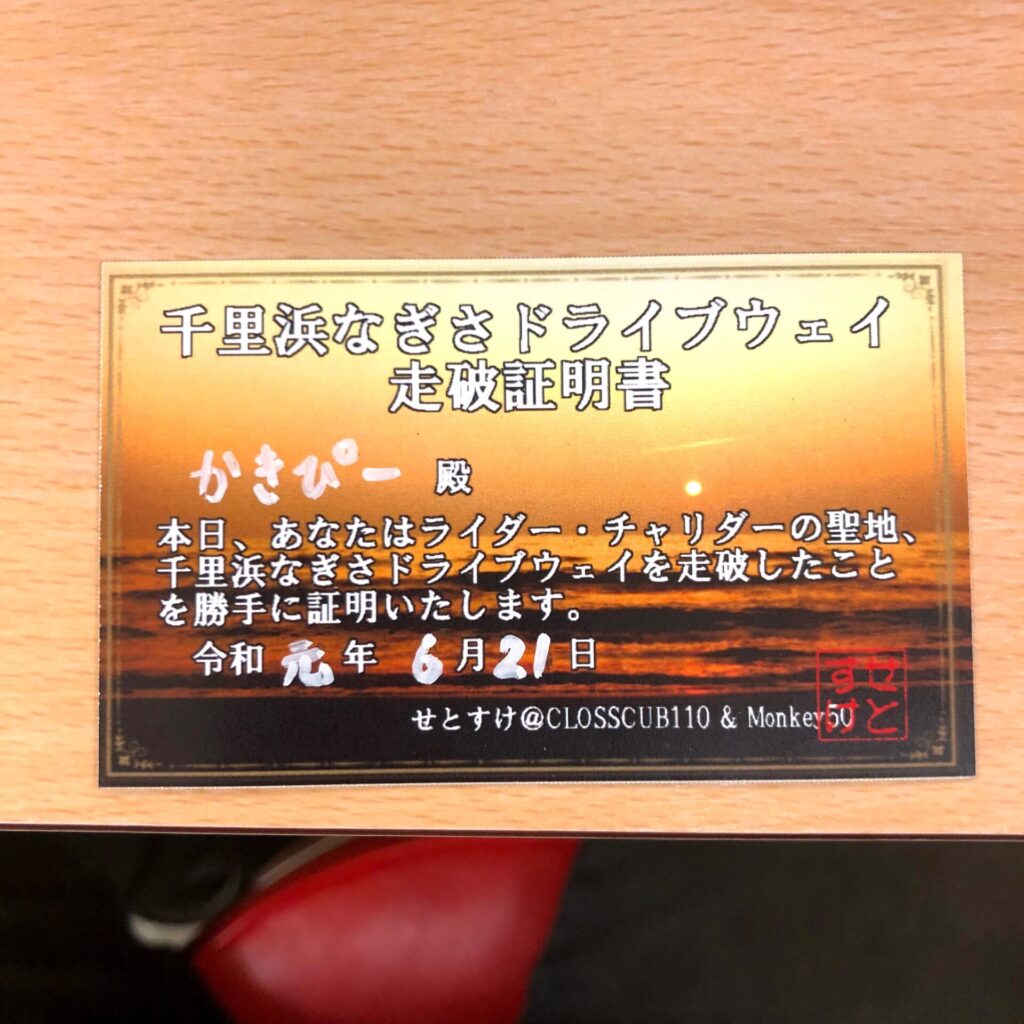 千里浜なぎさドライブウェイ
走破証明書
かきぴー 殿
本日、あなたはライダー・チャリダーの聖地、
千里浜なぎさドライブウェイを走破したこと
を勝手に証明いたします。
令和 元 年 6 月 21 日
せとすけ@CLOSSCUB110 & Monkey50
せとすけ